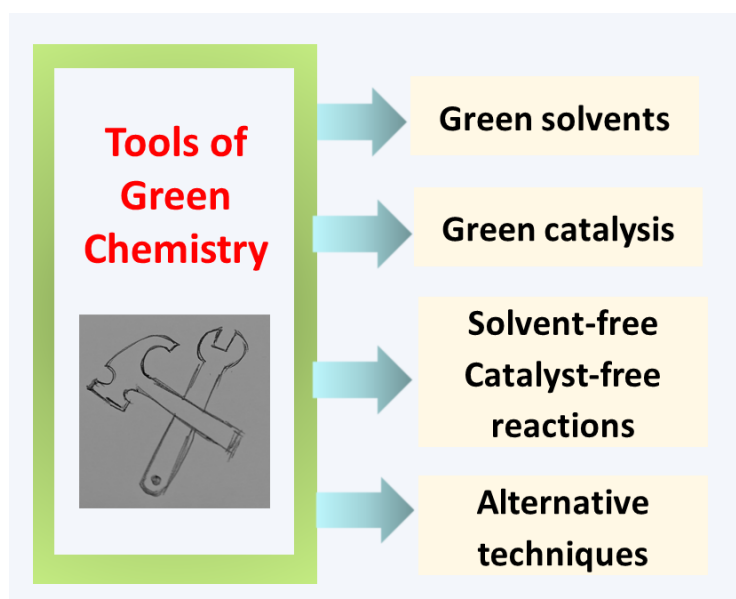 Tools of
Green
Chemistry
Green solvents
Green catalysis
Solvent-free
Catalyst-free
reactions
Alternative
techniques